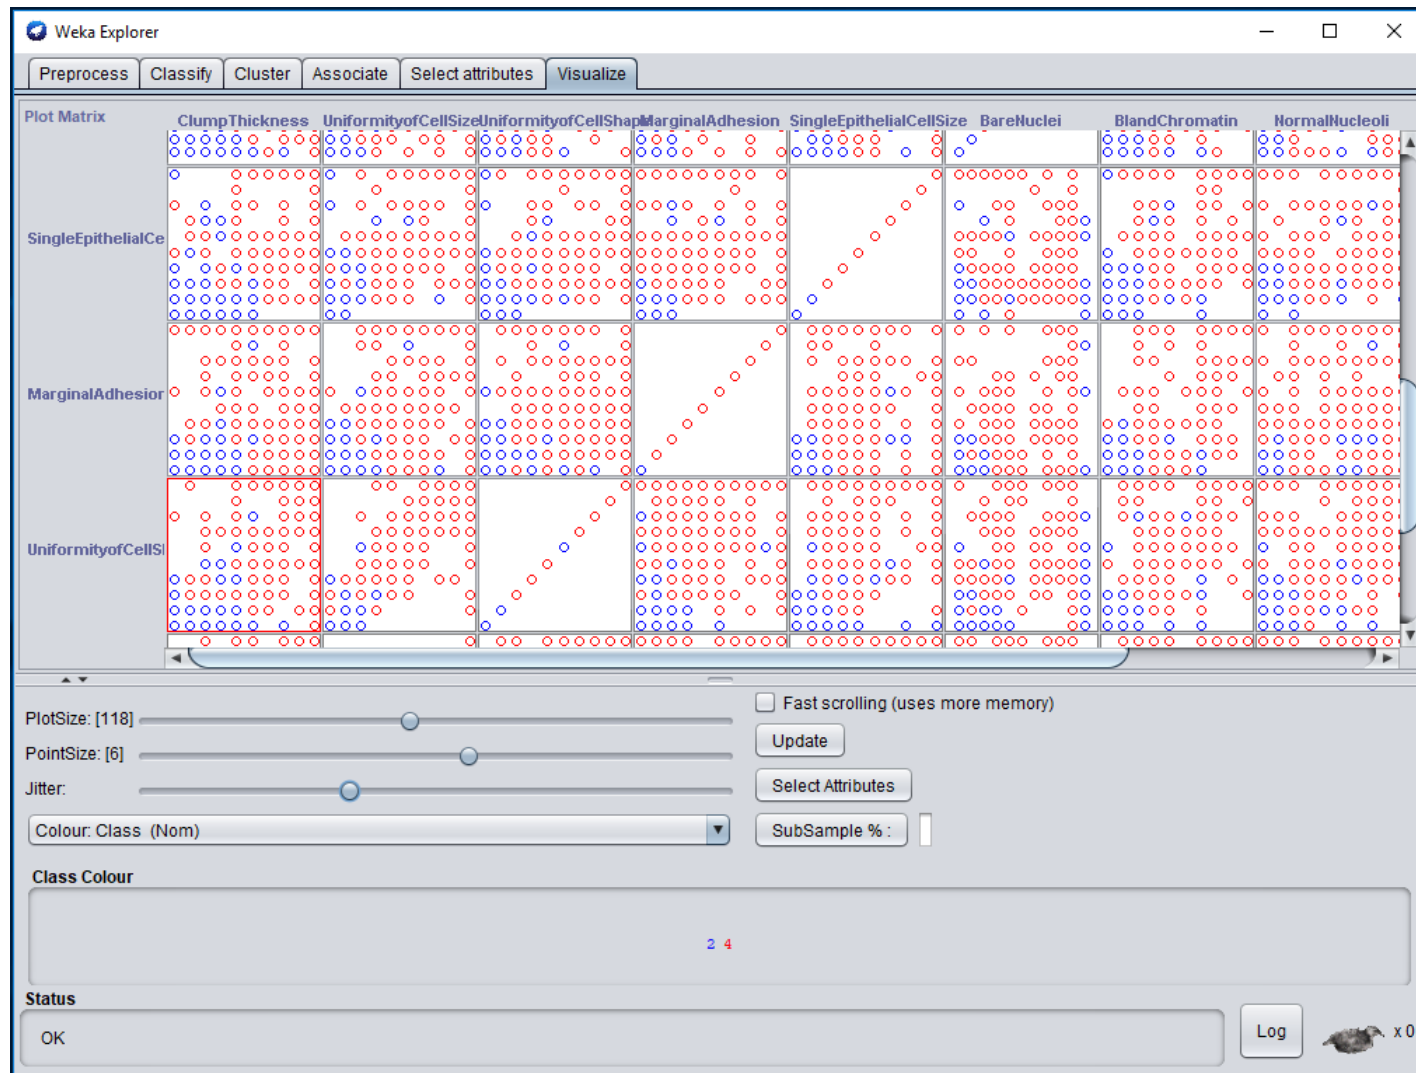 Weka Explorer
Preprocess Classify Cluster Associate Select attributes Visualize
Plot Matrix ClumpThickness UniformityofCellSize UniformityofCellShape MarginalAdhesion SingleEpithelialCellSize BareNuclei BlandChromatin NormalNucleoli
SingleEpithelialCe
MarginalAdhesior
UniformityofCellSl
PlotSize: [118]
PointSize: [6]
Jitter:
Colour: Class (Nom)
Fast scrolling (uses more memory)
Update
Select Attributes
SubSample % :
Class Colour
2 4
Status
OK
Log
x 0